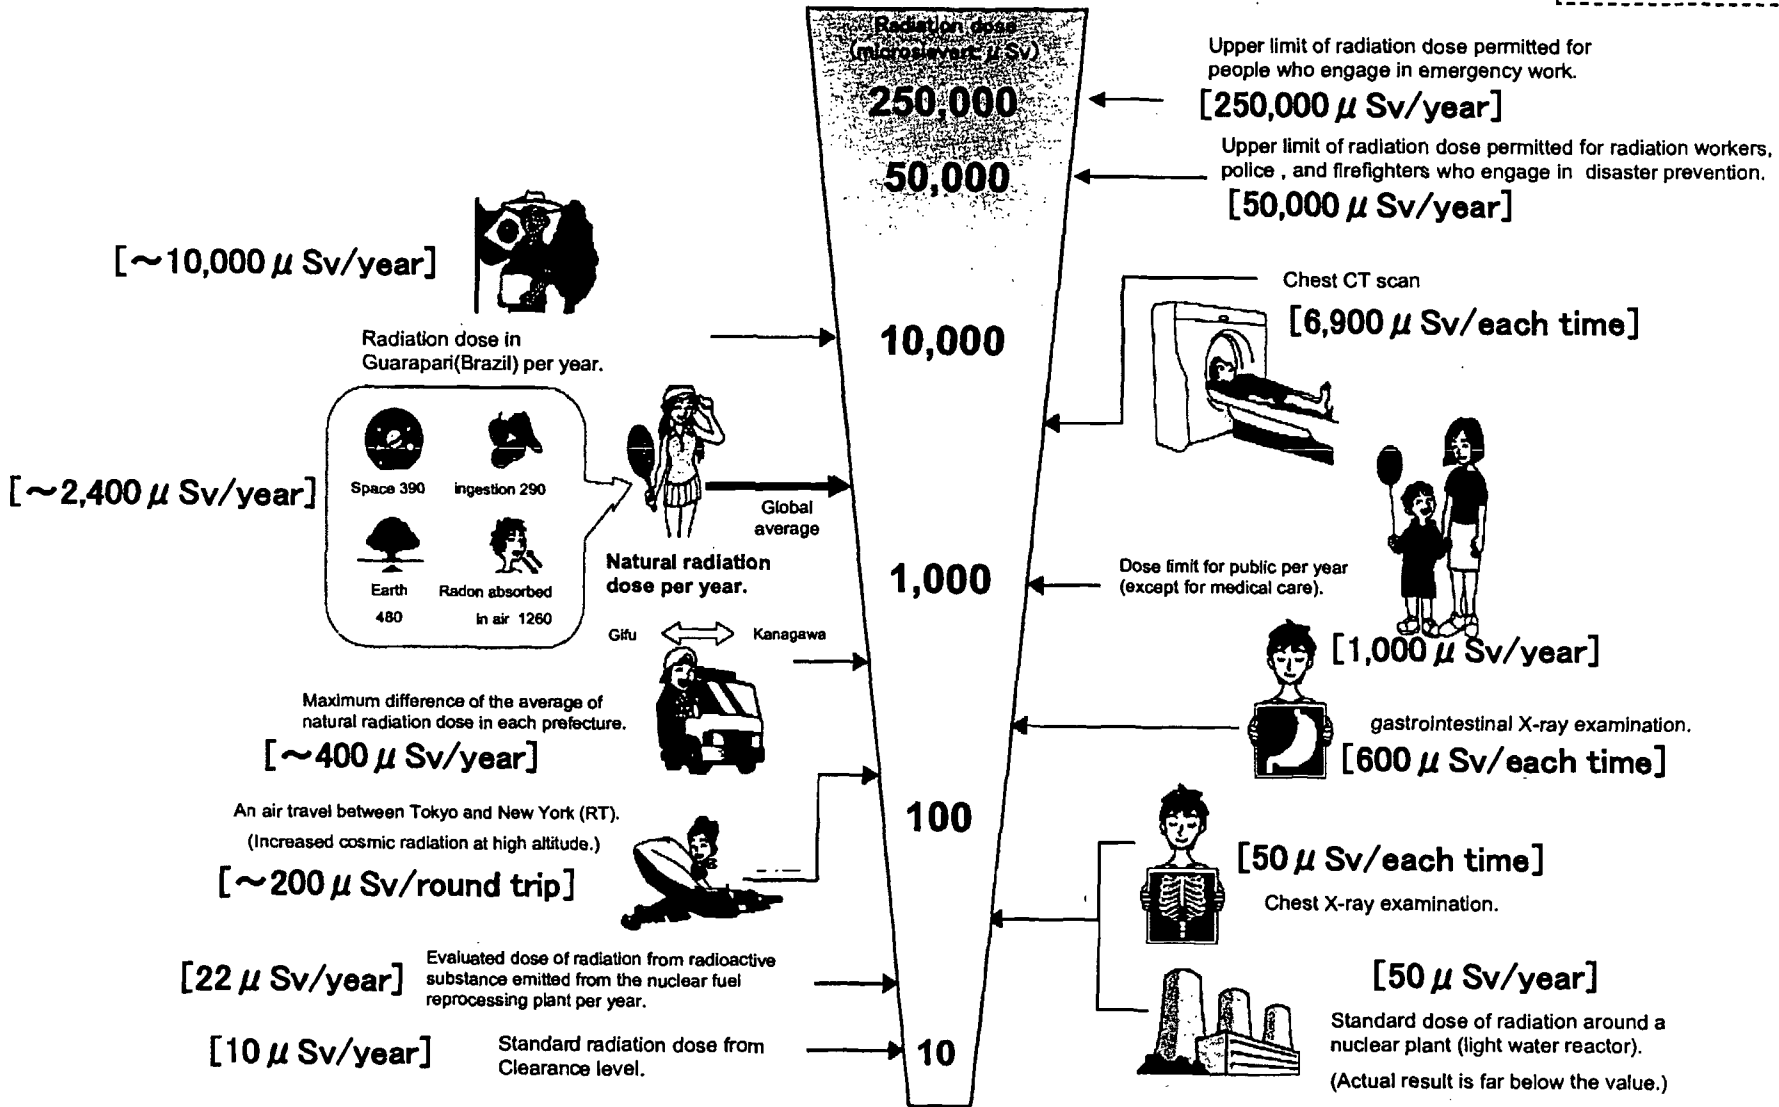 Radiation dose
(microsievert: μ Sv)
250,000
50,000
10,000
1,000
100
10
Upper limit of radiation dose permitted for
people who engage in emergency work.
[250,000 μ Sv/year]
Upper limit of radiation dose permitted for radiation workers,
police , and firefighters who engage in disaster prevention.
[50,000 μ Sv/year]
[~10,000 μ Sv/year]
Radiation dose in
Guarapari(Brazil) per year.
Chest CT scan
[6,900 μ Sv/each time]
[~2,400 μ Sv/year]
Space 390
ingestion 290
Earth
480
Radon absorbed
in air 1260
Global
average
Natural radiation
dose per year.
Dose limit for public per year
(except for medical care).
[1,000 μ Sv/year]
Gifu
Kanagawa
Maximum difference of the average of
natural radiation dose in each prefecture.
[~400 μ Sv/year]
gastrointestinal X-ray examination.
[600 μ Sv/each time]
An air travel between Tokyo and New York (RT).
(Increased cosmic radiation at high altitude.)
[~200 μ Sv/round trip]
[50 μ Sv/each time]
Chest X-ray examination.
[22 μ Sv/year]
Evaluated dose of radiation from radioactive
substance emitted from the nuclear fuel
reprocessing plant per year.
[50 μ Sv/year]
Standard dose of radiation around a
nuclear plant (light water reactor).
(Actual result is far below the value.)
[10 μ Sv/year]
Standard radiation dose from
Clearance level.